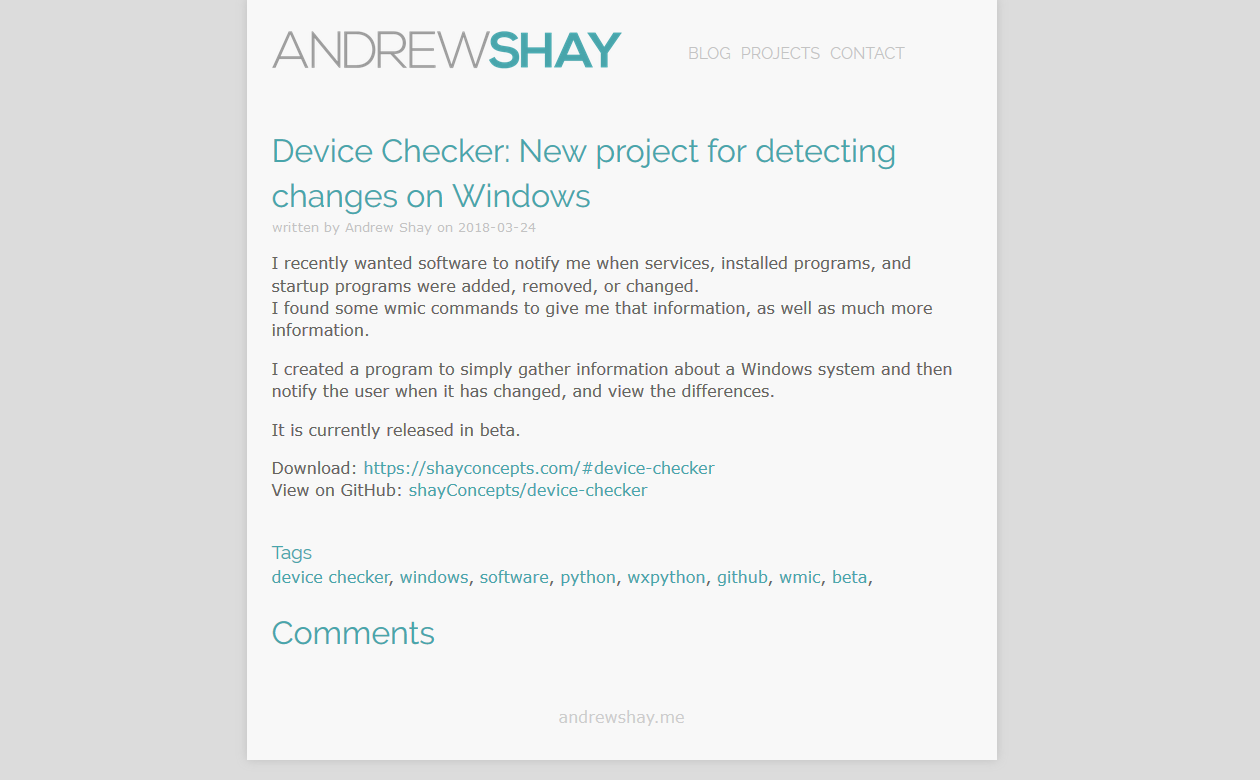 ANDREWSHAY
BLOG PROJECTS CONTACT
Device Checker: New project for detecting
changes on Windows
written by Andrew Shay on 2018-03-24
I recently wanted software to notify me when services, installed programs, and
startup programs were added, removed, or changed.
I found some wmic commands to give me that information, as well as much more
information.
I created a program to simply gather information about a Windows system and then
notify the user when it has changed, and view the differences.
It is currently released in beta.
Download: https://shayconcepts.com/#device-checker
View on GitHub: shayConcepts/device-checker
Tags
device checker, windows, software, python, wxpython, github, wmic, beta,
Comments
andrewshay.me